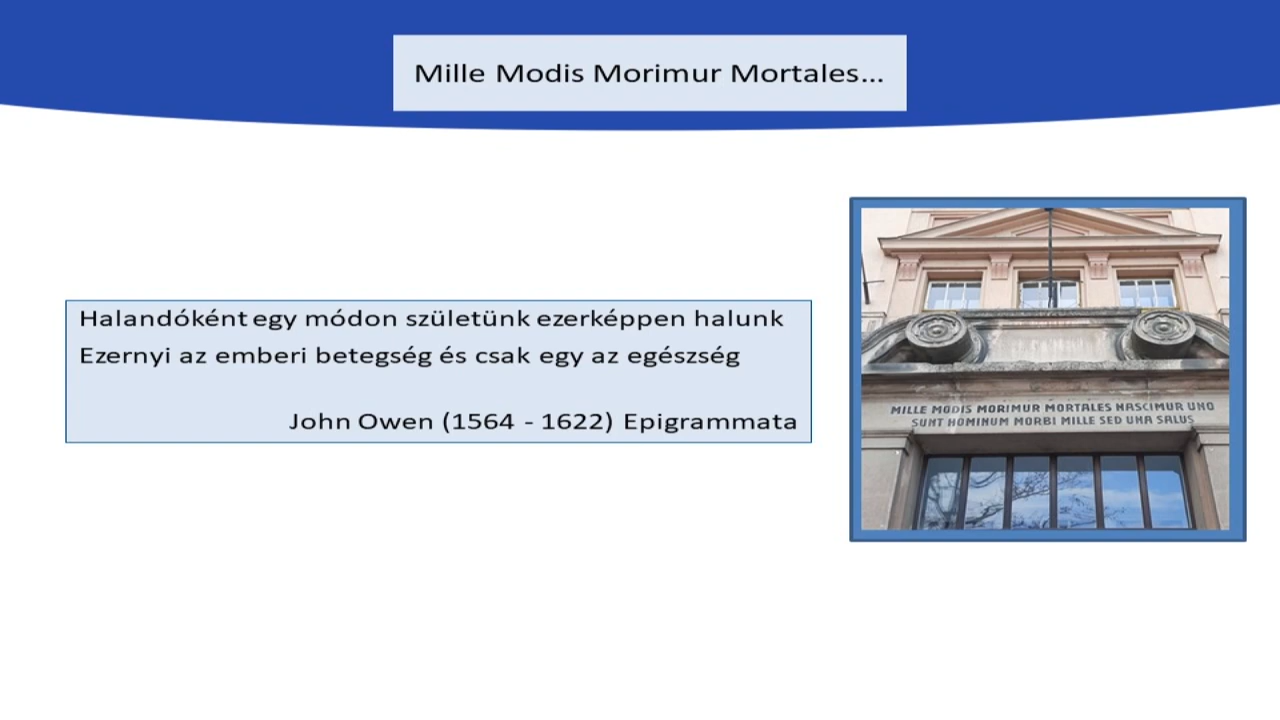 Mille Modis Morimur Mortales...
Halandóként egy módon születünk ezerképpen halunk
Ezernyi az emberi betegség és csak egy az egészség
John Owen (1564 - 1622) Epigrammata
MILLE MODIS MORIMUR MORTALES NASCIMUR UNO
SUNT HOMINUM MORBI MILLE SED UNA SALUS